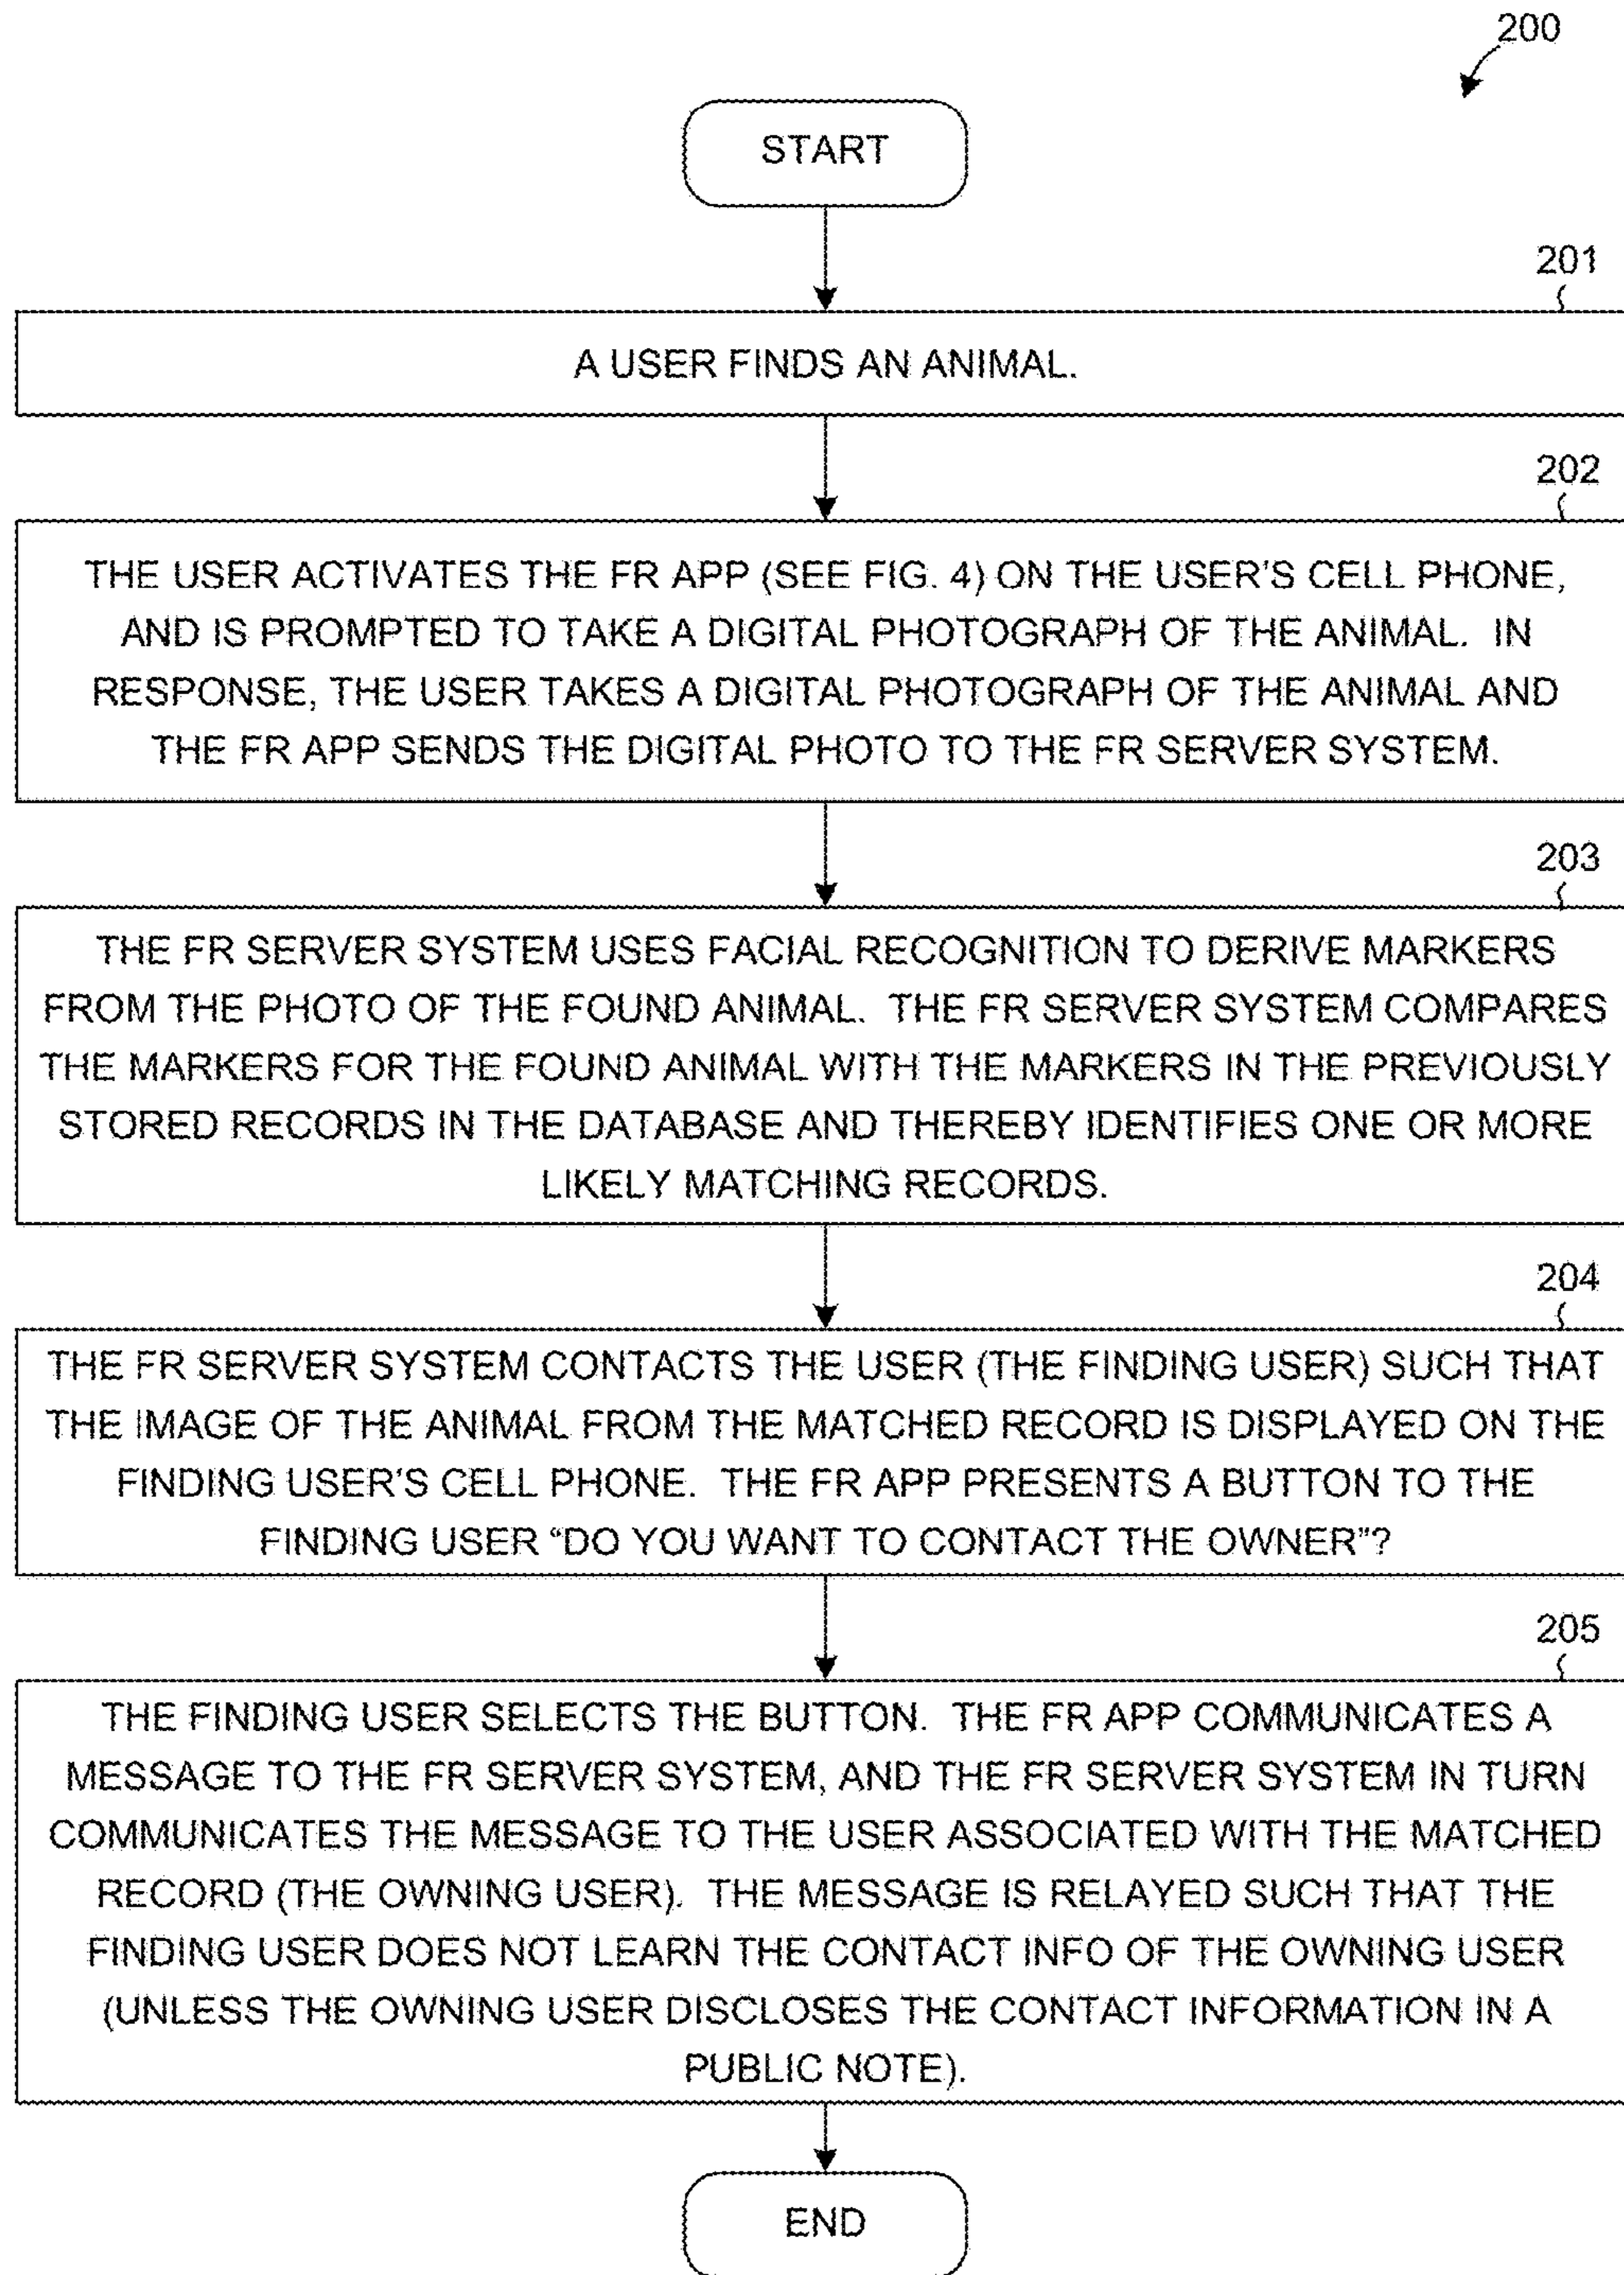 200
START
201
A USER FINDS AN ANIMAL.
202
THE USER ACTIVATES THE FR APP (SEE FIG. 4) ON THE USER'S CELL PHONE,
AND IS PROMPTED TO TAKE A DIGITAL PHOTOGRAPH OF THE ANIMAL. IN
RESPONSE, THE USER TAKES A DIGITAL PHOTOGRAPH OF THE ANIMAL AND
THE FR APP SENDS THE DIGITAL PHOTO TO THE FR SERVER SYSTEM.
203
THE FR SERVER SYSTEM USES FACIAL RECOGNITION TO DERIVE MARKERS
FROM THE PHOTO OF THE FOUND ANIMAL. THE FR SERVER SYSTEM COMPARES
THE MARKERS FOR THE FOUND ANIMAL WITH THE MARKERS IN THE PREVIOUSLY
STORED RECORDS IN THE DATABASE AND THEREBY IDENTIFIES ONE OR MORE
LIKELY MATCHING RECORDS.
204
THE FR SERVER SYSTEM CONTACTS THE USER (THE FINDING USER) SUCH THAT
THE IMAGE OF THE ANIMAL FROM THE MATCHED RECORD IS DISPLAYED ON THE
FINDING USER'S CELL PHONE. THE FR APP PRESENTS A BUTTON TO THE
FINDING USER “DO YOU WANT TO CONTACT THE OWNER”?
205
THE FINDING USER SELECTS THE BUTTON. THE FR APP COMMUNICATES A
MESSAGE TO THE FR SERVER SYSTEM, AND THE FR SERVER SYSTEM IN TURN
COMMUNICATES THE MESSAGE TO THE USER ASSOCIATED WITH THE MATCHED
RECORD (THE OWNING USER). THE MESSAGE IS RELAYED SUCH THAT THE
FINDING USER DOES NOT LEARN THE CONTACT INFO OF THE OWNING USER
(UNLESS THE OWNING USER DISCLOSES THE CONTACT INFORMATION IN A
PUBLIC NOTE).
END